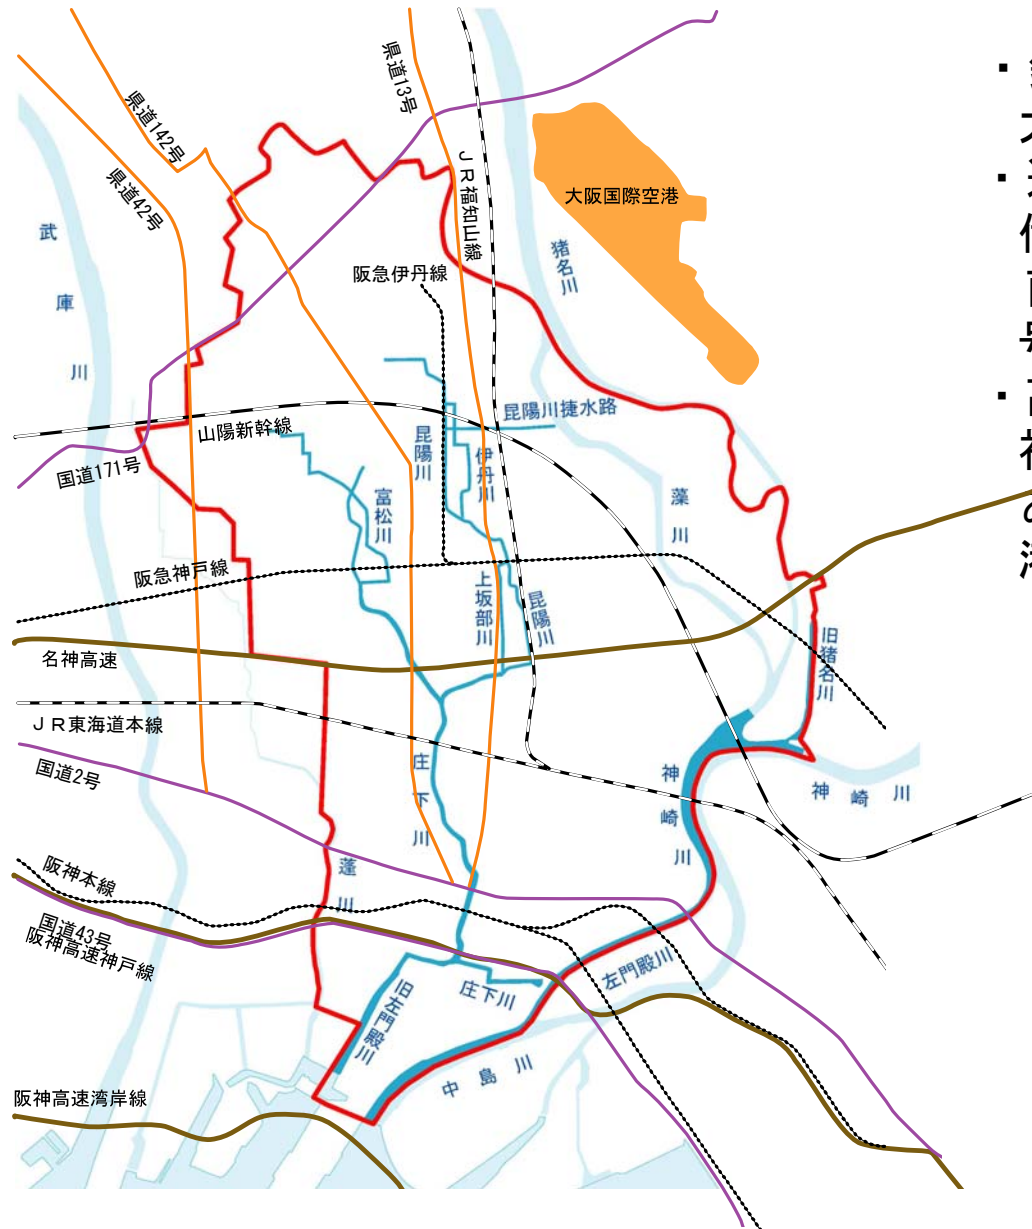 県道13号
県道142号
県道42号
ＪＲ福知山線
大阪国際空港
武庫川
猪名川
阪急伊丹線
昆陽川捷水路
山陽新幹線
昆陽川
伊丹川
国道171号
富松川
藻川
阪急神戸線
上坂部川
昆陽川
旧猪名川
名神高速
ＪＲ東海道本線
国道2号
庄下川
神崎川
神崎川
蓬川
阪神本線
国道43号
阪神高速神戸線
左門殿川
旧左門殿川
庄下川
中島川
阪神高速湾岸線